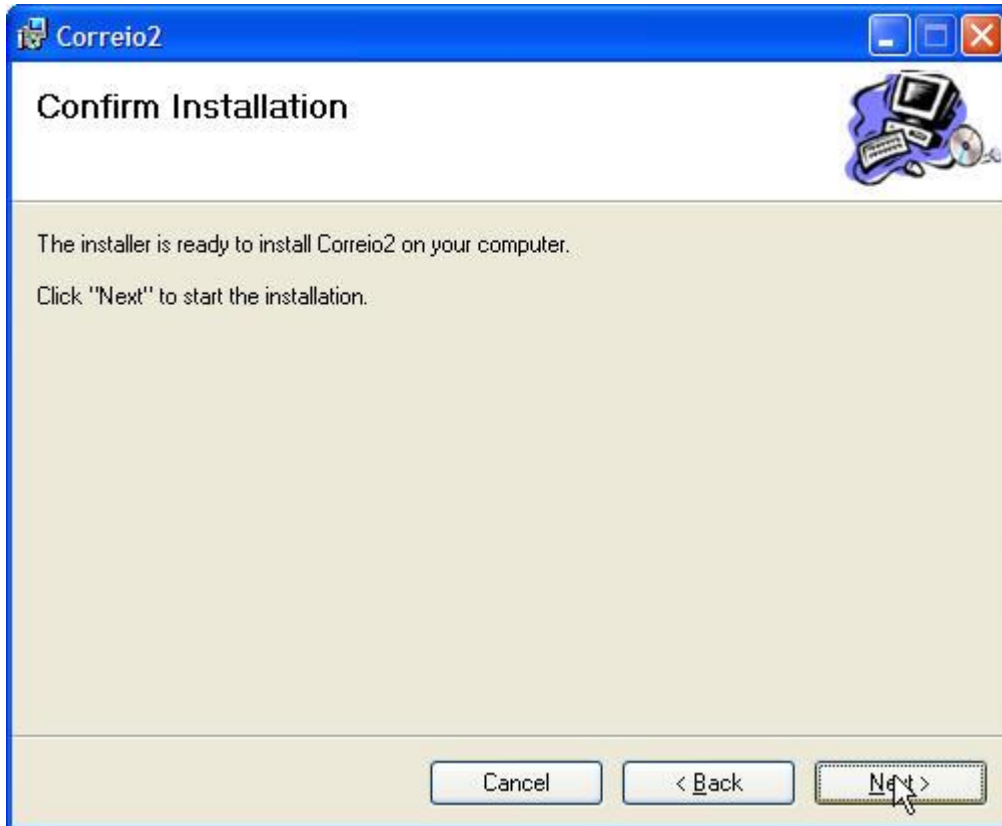 Correio2
Confirm Installation
The installer is ready to install Correio2 on your computer.
Click "Next" to start the installation.
Cancel
< Back
Next >